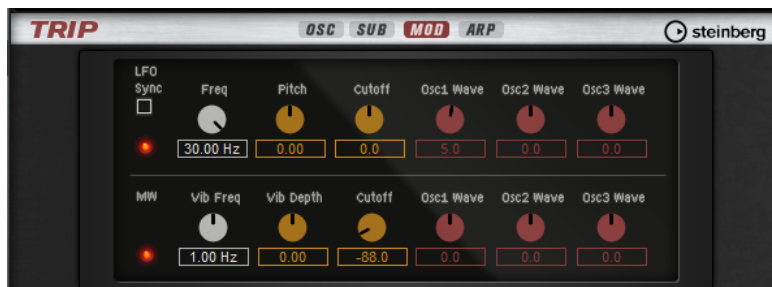 TRIP OSC SUB MOD ARP steinberg
LFO
Sync Freq Pitch Cutoff Osc1 Wave Osc2 Wave Osc3 Wave
30.00 Hz 0.00 0.0 5.0 0.0 0.0
MW Vib Freq Vib Depth Cutoff Osc1 Wave Osc2 Wave Osc3 Wave
1.00 Hz 0.00 -88.0 0.0 0.0 0.0